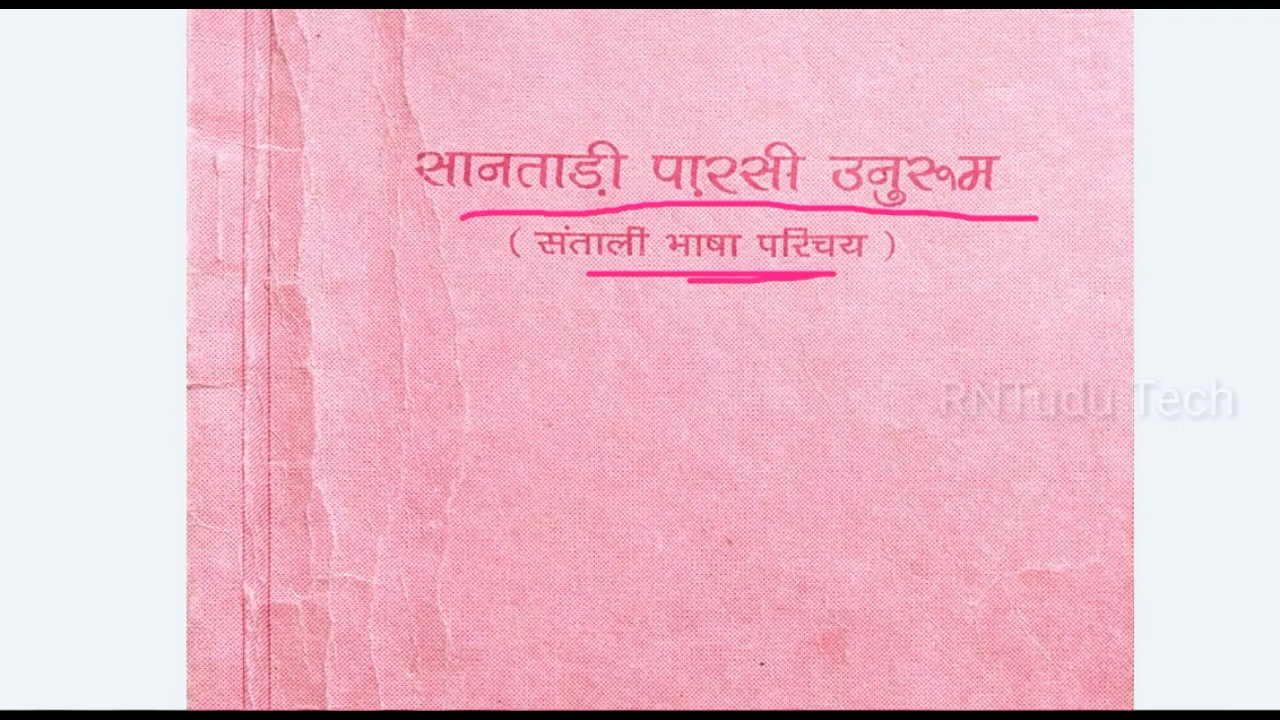 सानताड़ी पा़रसी उनुरूम
( संताली भाषा परिचय )
RNTudu Tech